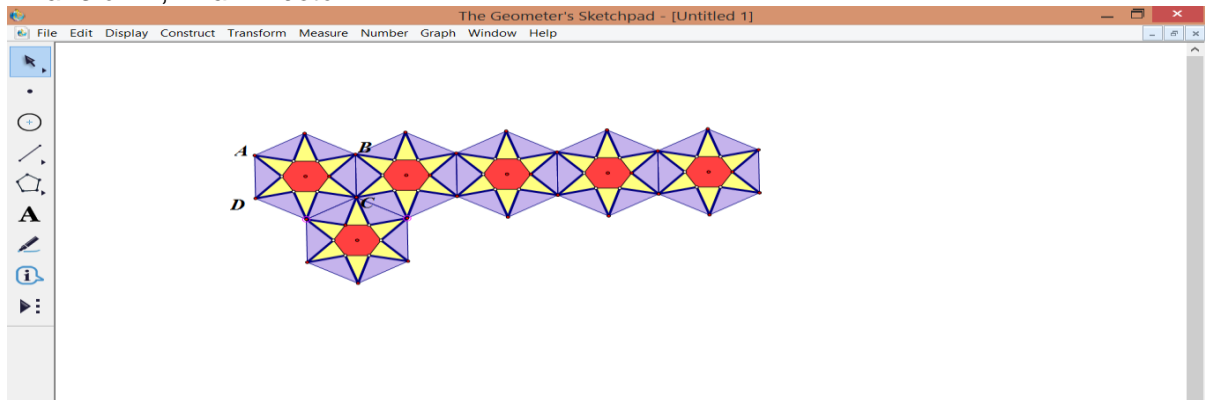 The Geometer's Sketchpad - [Untitled 1]
File Edit Display Construct Transform Measure Number Graph Window Help
A
B
D
C
A